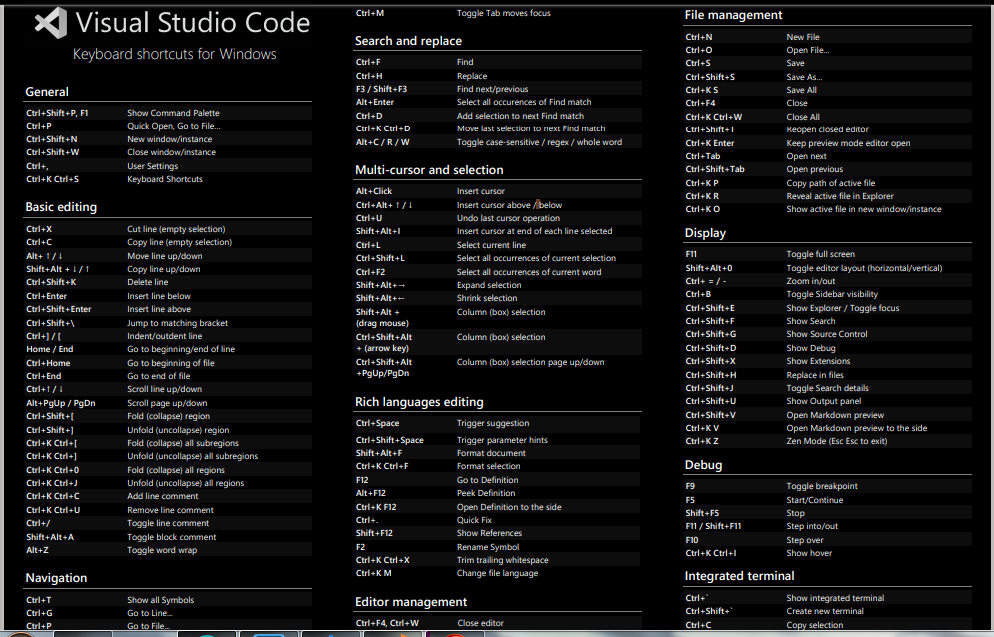 Visual Studio Code
Keyboard shortcuts for Windows
General
Ctrl+Shift+P, F1 Show Command Palette
Ctrl+P Quick Open, Go to File...
Ctrl+Shift+N New window/instance
Ctrl+Shift+W Close window/instance
Ctrl+, User Settings
Ctrl+K Ctrl+S Keyboard Shortcuts
Basic editing
Ctrl+X Cut line (empty selection)
Ctrl+C Copy line (empty selection)
Alt+ ↑ / ↓ Move line up/down
Shift+Alt + ↓ / ↑ Copy line up/down
Ctrl+Shift+K Delete line
Ctrl+Enter Insert line below
Ctrl+Shift+Enter Insert line above
Ctrl+Shift+\ Jump to matching bracket
Ctrl+] / [ Indent/outdent line
Home / End Go to beginning/end of line
Ctrl+Home Go to beginning of file
Ctrl+End Go to end of file
Ctrl+↑ / ↓ Scroll line up/down
Alt+PgUp / PgDn Scroll page up/down
Ctrl+Shift+[ Fold (collapse) region
Ctrl+Shift+] Unfold (uncollapse) region
Ctrl+K Ctrl+[ Fold (collapse) all subregions
Ctrl+K Ctrl+] Unfold (uncollapse) all subregions
Ctrl+K Ctrl+0 Fold (collapse) all regions
Ctrl+K Ctrl+J Unfold (uncollapse) all regions
Ctrl+K Ctrl+C Add line comment
Ctrl+K Ctrl+U Remove line comment
Ctrl+/ Toggle line comment
Shift+Alt+A Toggle block comment
Alt+Z Toggle word wrap
Navigation
Ctrl+T Show all Symbols
Ctrl+G Go to Line...
Ctrl+P Go to File...
Ctrl+M Toggle Tab moves focus
Search and replace
Ctrl+F Find
Ctrl+H Replace
F3 / Shift+F3 Find next/previous
Alt+Enter Select all occurences of Find match
Ctrl+D Add selection to next Find match
Ctrl+K Ctrl+D Move last selection to next Find match
Alt+C / R / W Toggle case-sensitive / regex / whole word
Multi-cursor and selection
Alt+Click Insert cursor
Ctrl+Alt+ ↑ / ↓ Insert cursor above / below
Ctrl+U Undo last cursor operation
Shift+Alt+I Insert cursor at end of each line selected
Ctrl+L Select current line
Ctrl+Shift+L Select all occurrences of current selection
Ctrl+F2 Select all occurrences of current word
Shift+Alt+→ Expand selection
Shift+Alt+← Shrink selection
Shift+Alt + Column (box) selection
(drag mouse)
Ctrl+Shift+Alt Column (box) selection
+ (arrow key)
Ctrl+Shift+Alt Column (box) selection page up/down
+PgUp/PgDn
Rich languages editing
Ctrl+Space Trigger suggestion
Ctrl+Shift+Space Trigger parameter hints
Shift+Alt+F Format document
Ctrl+K Ctrl+F Format selection
F12 Go to Definition
Alt+F12 Peek Definition
Ctrl+K F12 Open Definition to the side
Ctrl+. Quick Fix
Shift+F12 Show References
F2 Rename Symbol
Ctrl+K Ctrl+X Trim trailing whitespace
Ctrl+K M Change file language
Editor management
Ctrl+F4, Ctrl+W Close editor
File management
Ctrl+N New File
Ctrl+O Open File...
Ctrl+S Save
Ctrl+Shift+S Save As...
Ctrl+K S Save All
Ctrl+F4 Close
Ctrl+K Ctrl+W Close All
Ctrl+Shift+T Reopen closed editor
Ctrl+K Enter Keep preview mode editor open
Ctrl+Tab Open next
Ctrl+Shift+Tab Open previous
Ctrl+K P Copy path of active file
Ctrl+K R Reveal active file in Explorer
Ctrl+K O Show active file in new window/instance
Display
F11 Toggle full screen
Shift+Alt+0 Toggle editor layout (horizontal/vertical)
Ctrl+ = / - Zoom in/out
Ctrl+B Toggle Sidebar visibility
Ctrl+Shift+E Show Explorer / Toggle focus
Ctrl+Shift+F Show Search
Ctrl+Shift+G Show Source Control
Ctrl+Shift+D Show Debug
Ctrl+Shift+X Show Extensions
Ctrl+Shift+H Replace in files
Ctrl+Shift+J Toggle Search details
Ctrl+Shift+U Show Output panel
Ctrl+Shift+V Open Markdown preview
Ctrl+K V Open Markdown preview to the side
Ctrl+K Z Zen Mode (Esc Esc to exit)
Debug
F9 Toggle breakpoint
F5 Start/Continue
Shift+F5 Stop
F11 / Shift+F11 Step into/out
F10 Step over
Ctrl+K Ctrl+I Show hover
Integrated terminal
Ctrl+` Show integrated terminal
Ctrl+Shift+` Create new terminal
Ctrl+C Copy selection